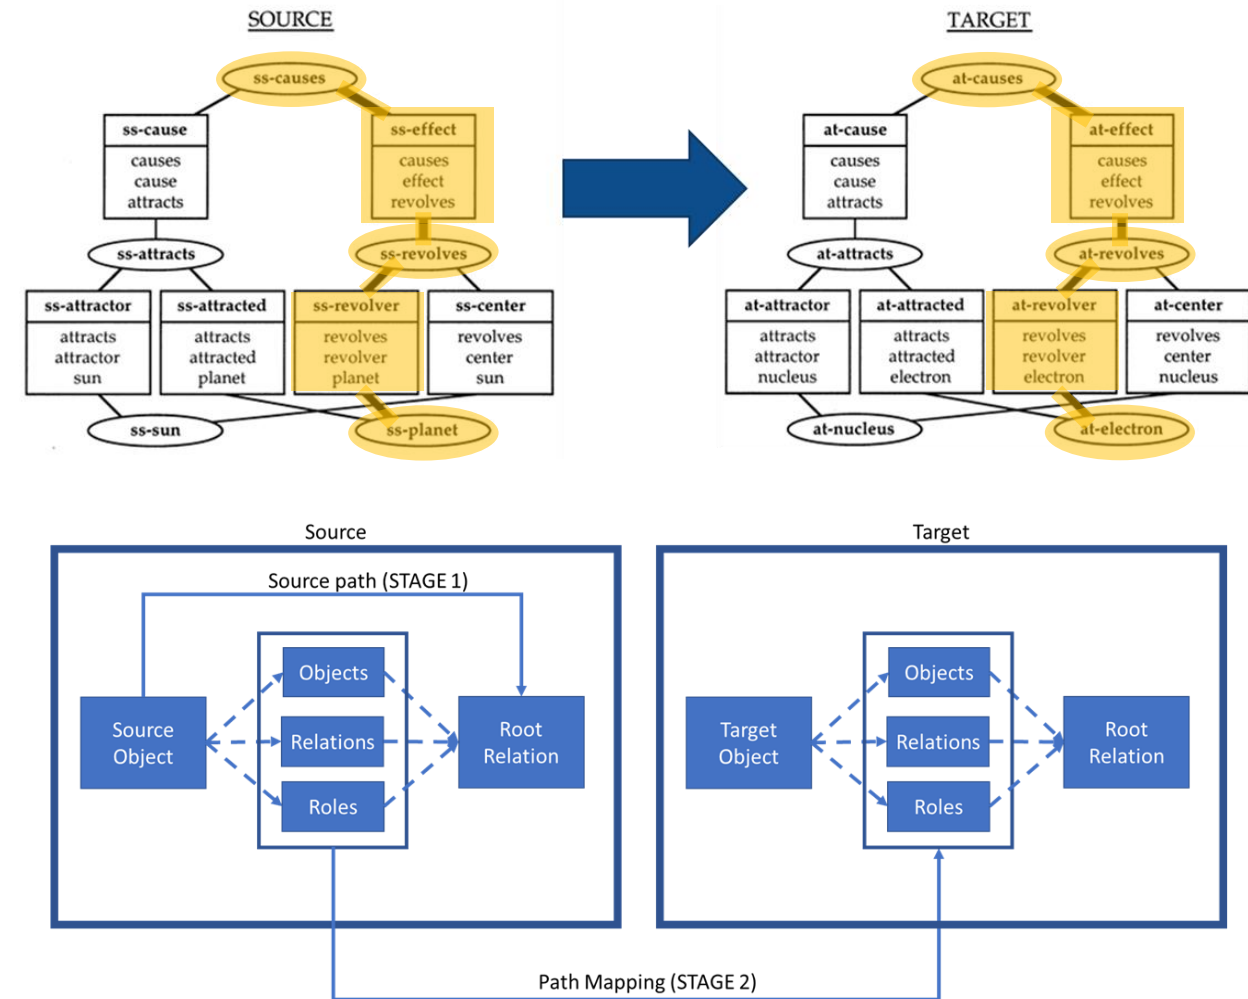 SOURCE
TARGET
ss-causes
ss-cause
causes
cause
attracts
ss-effect
causes
effect
revolves
ss-attracts
ss-revolves
ss-attractor
attracts
attractor
sun
ss-attracted
attracts
attracted
planet
ss-revolver
revolves
revolver
planet
ss-center
revolves
center
sun
ss-sun
ss-planet
at-causes
at-cause
causes
cause
attracts
at-effect
causes
effect
revolves
at-attracts
at-revolves
at-attractor
attracts
attractor
nucleus
at-attracted
attracts
attracted
electron
at-revolver
revolves
revolver
electron
at-center
revolves
center
nucleus
at-nucleus
at-electron
Source
Source path (STAGE 1)
Source
Object
Objects
Relations
Roles
Root
Relation
Target
Target
Object
Objects
Relations
Roles
Root
Relation
Path Mapping (STAGE 2)